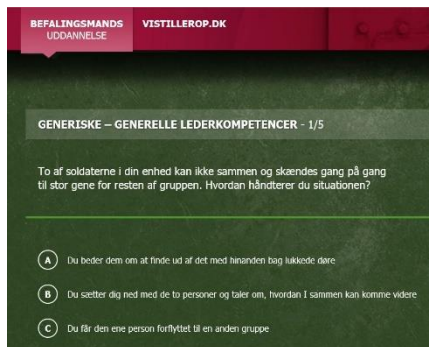 BEFALINGSMANDS VISTILLEROP.DK
UDDANNELSE
GENERISKE – GENERELLE LEDERKOMPETENCER - 1/5
To af soldaterne i din enhed kan ikke sammen og skændes gang på gang
til stor gene for resten af gruppen. Hvordan håndterer du situationen?
A Du beder dem om at finde ud af det med hinanden bag lukkede døre
B Du sætter dig ned med de to personer og taler om, hvordan I sammen kan komme videre
C Du får den ene person forflyttet til en anden gruppe